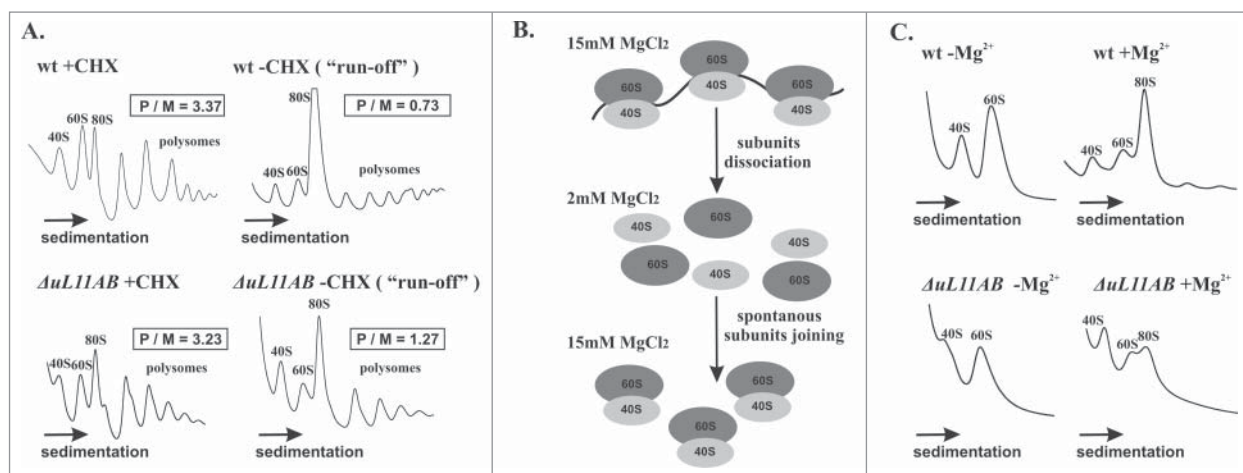 A.
wt +CHX
P / M = 3.37
40S
60S
80S
polysomes
sedimentation
wt -CHX ( “run-off” )
P / M = 0.73
80S
40S
60S
polysomes
sedimentation
ΔuL11AB +CHX
P / M = 3.23
80S
40S
60S
polysomes
sedimentation
ΔuL11AB -CHX ( “run-off” )
P / M = 1.27
80S
40S
60S
polysomes
sedimentation
B.
15mM MgCl2
60S
60S
60S
40S
40S
40S
subunits
dissociation
2mM MgCl2
60S
40S
40S
60S
40S
60S
spontanous
subunits joining
15mM MgCl2
60S
60S
40S
40S
60S
40S
C.
wt -Mg2+
60S
40S
sedimentation
wt +Mg2+
80S
40S
60S
sedimentation
ΔuL11AB -Mg2+
40S
60S
sedimentation
ΔuL11AB +Mg2+
40S
60S
80S
sedimentation